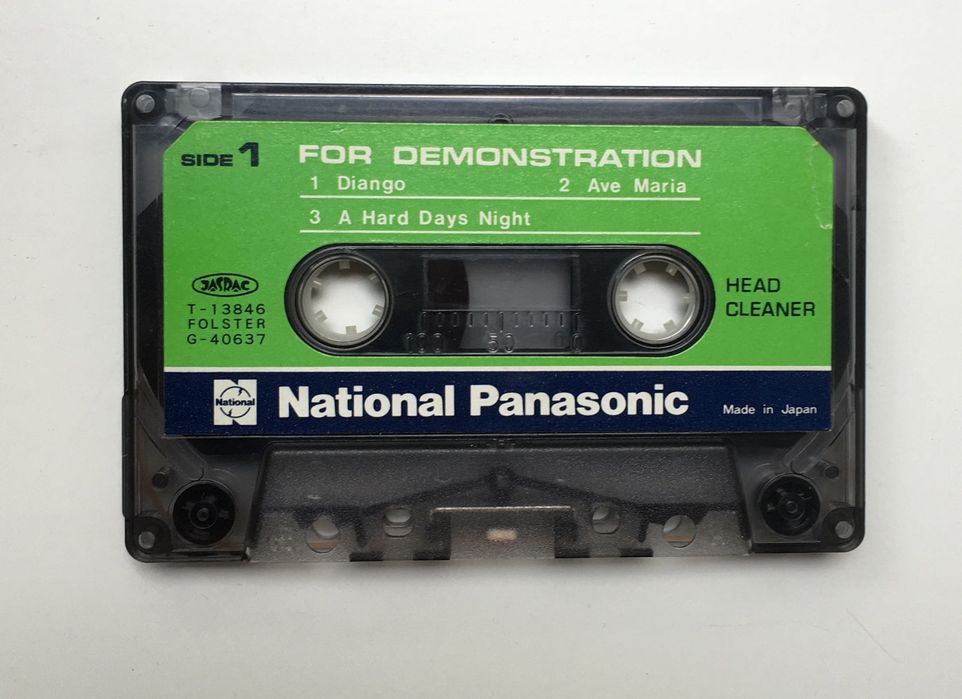 SIDE 1
FOR DEMONSTRATION
1 Diango 2 Ave Maria
3 A Hard Days Night
JASRAC
T-13846
FOLSTER
G-40637
HEAD
CLEANER
100 50 0
National
National Panasonic
Made in Japan